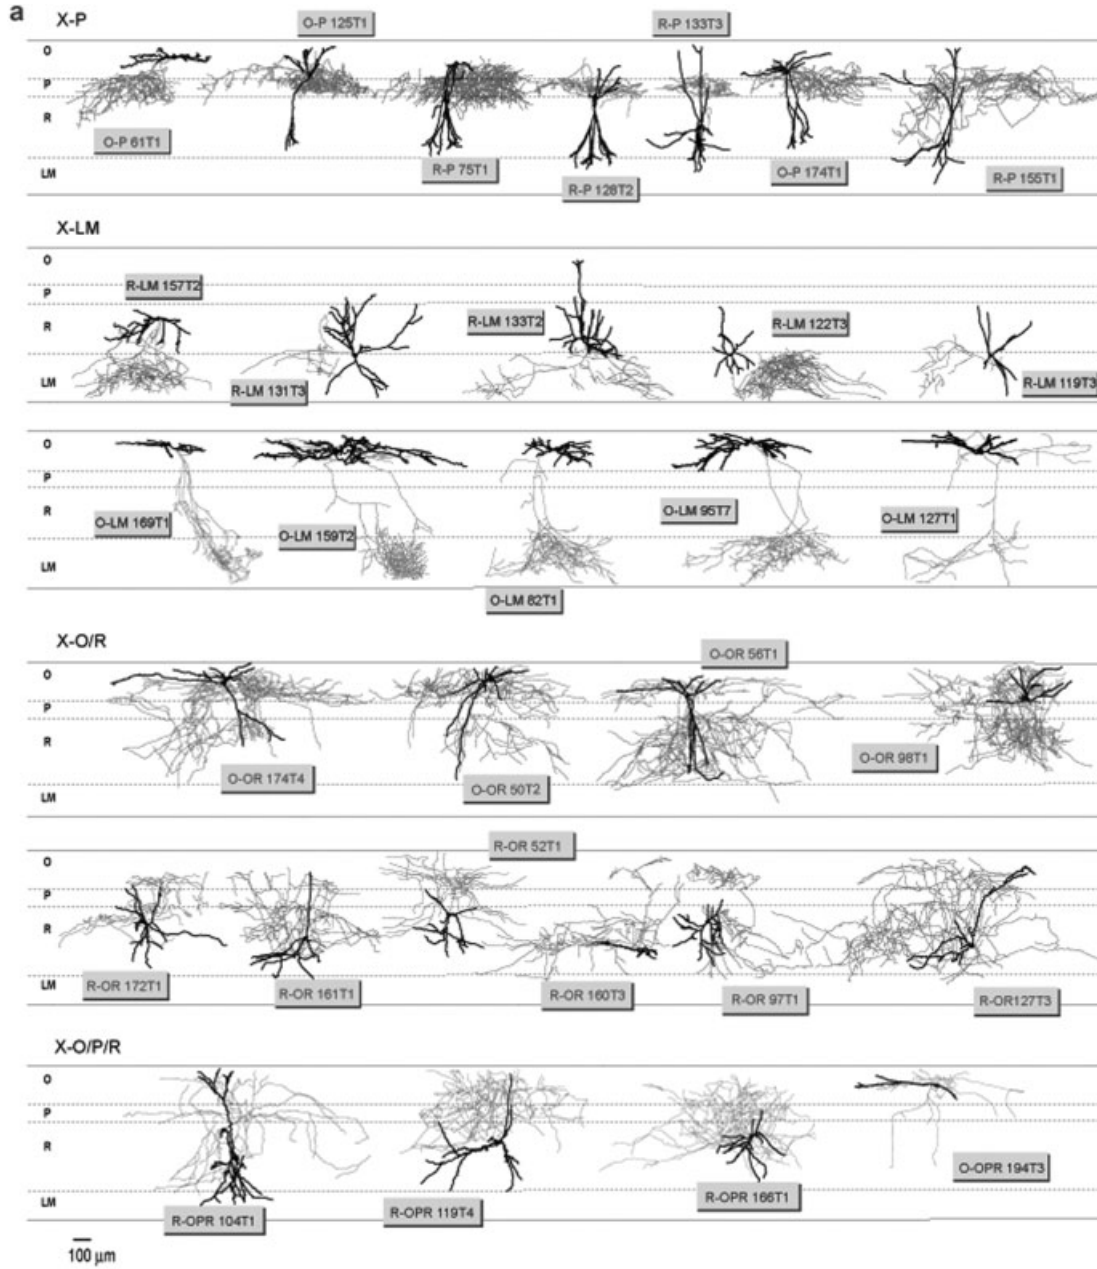 a
X-P
O-P 125T1
R-P 133T3
O
P
R
LM
O-P 61T1
R-P 75T1
R-P 128T2
O-P 174T1
R-P 155T1
X-LM
O
P
R
LM
R-LM 157T2
R-LM 131T3
R-LM 133T2
R-LM 122T3
R-LM 119T3
O
P
R
LM
O-LM 169T1
O-LM 159T2
O-LM 82T1
O-LM 95T7
O-LM 127T1
X-O/R
O-OR 56T1
O
P
R
LM
O-OR 174T4
O-OR 50T2
O-OR 98T1
R-OR 52T1
O
P
R
LM
R-OR 172T1
R-OR 161T1
R-OR 160T3
R-OR 97T1
R-OR127T3
X-O/P/R
O
P
R
LM
R-OPR 104T1
R-OPR 119T4
R-OPR 166T1
O-OPR 194T3
100 µm